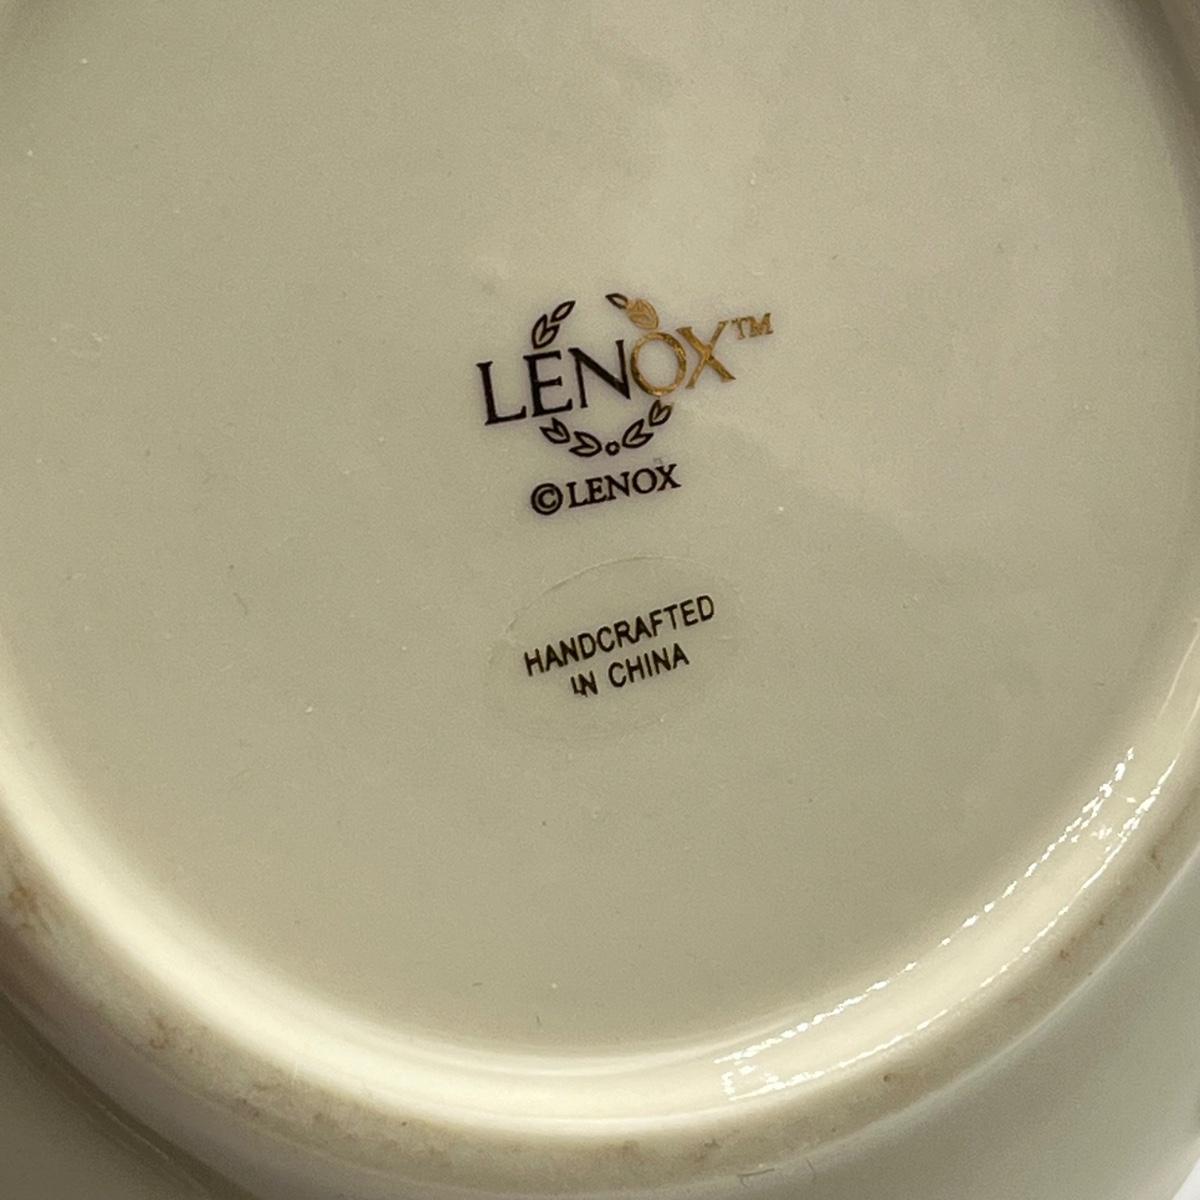 LENOX™
©LENOX
HANDCRAFTED
IN CHINA